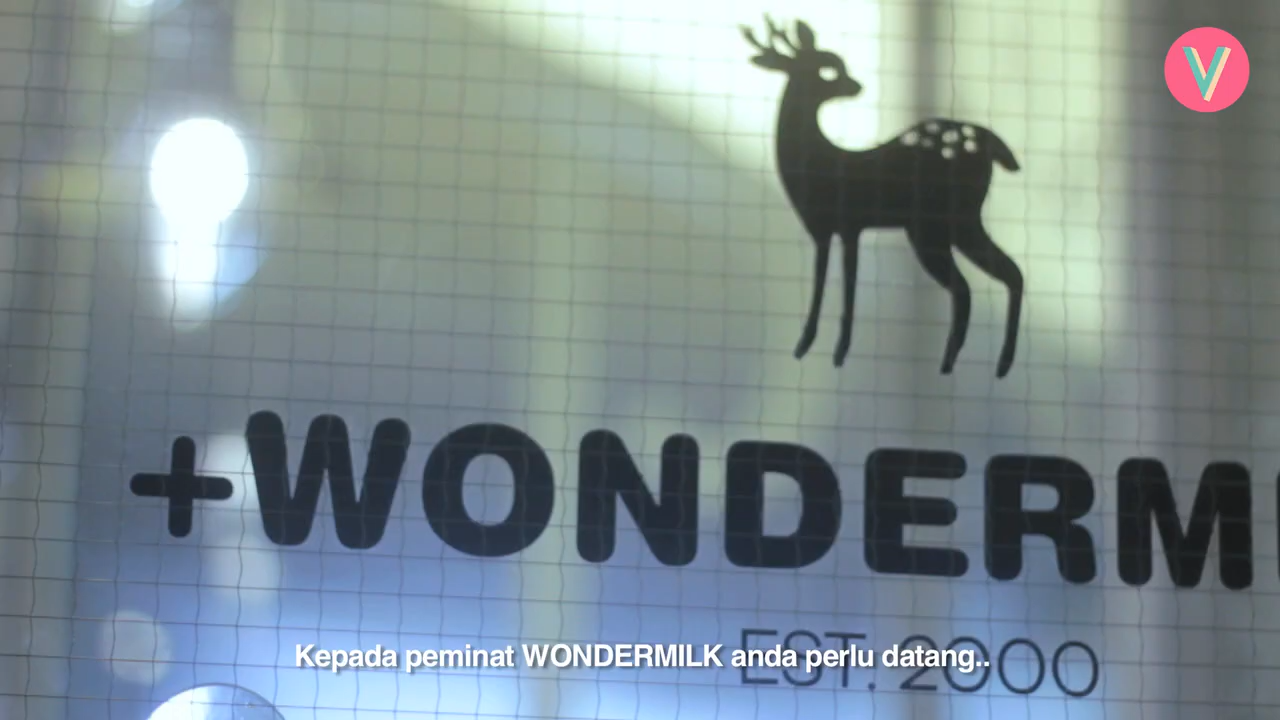 V
+WONDERM
EST. 2000
Kepada peminat WONDERMILK anda perlu datang..